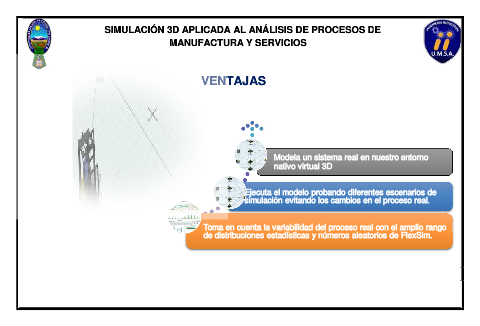 SIMULACIÓN 3D APLICADA AL ANÁLISIS DE PROCESOS DE
MANUFACTURA Y SERVICIOS
U.M.S.A.
VENTAJAS
Modela un sistema real en nuestro entorno
nativo virtual 3D
Ejecuta el modelo probando diferentes escenarios de
simulación evitando los cambios en el proceso real.
Toma en cuenta la variabilidad del proceso real con el amplio rango
de distribuciones estadísticas y números aleatorios de FlexSim.